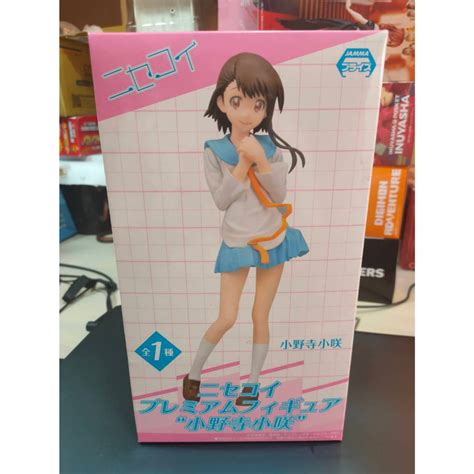 ニセコイ
JAMMA
プライズ
INUYASHA
DIGIMON
ADVENTURE
ERS
全1種
小野寺小咲
ニセコイ
プレミアムフィギュア
"小野寺小咲"